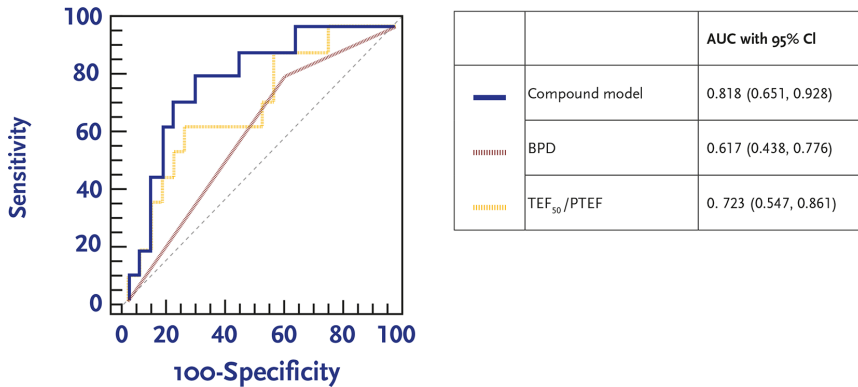 100
80
60
40
20
0
Sensitivity
0 20 40 60 80 100
100-Specificity
AUC with 95% Cl
Compound model 0.818 (0.651, 0.928)
BPD 0.617 (0.438, 0.776)
TEF50/PTEF 0. 723 (0.547, 0.861)